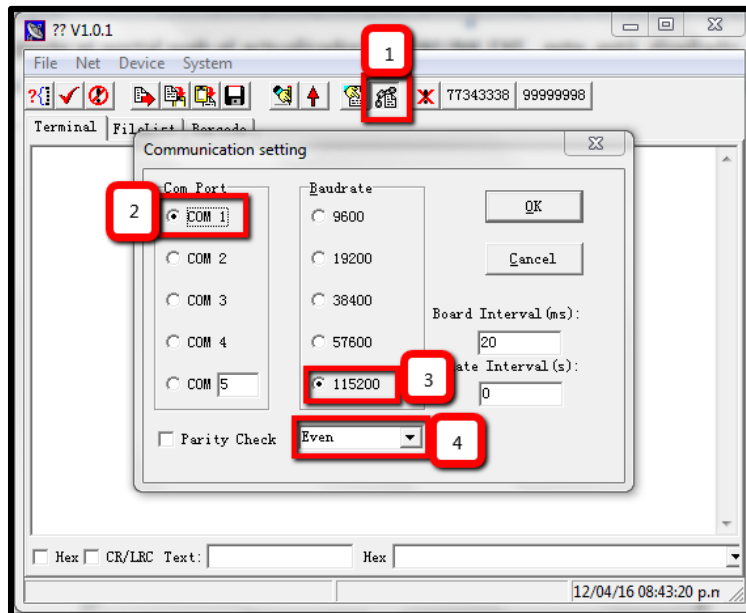 ?? V1.0.1
File Net Device System
1
77343338 99999998
Terminal FileList Barcode
Communication setting
Com Port Baudrate
2
COM 1 9600 OK
COM 2 19200 Cancel
COM 3 38400
Board Interval(ms):
COM 4 57600 20
ate Interval(s):
COM 5 115200 3 0
Parity Check Even 4
Hex CR/LRC Text: Hex
12/04/16 08:43:20 p.m